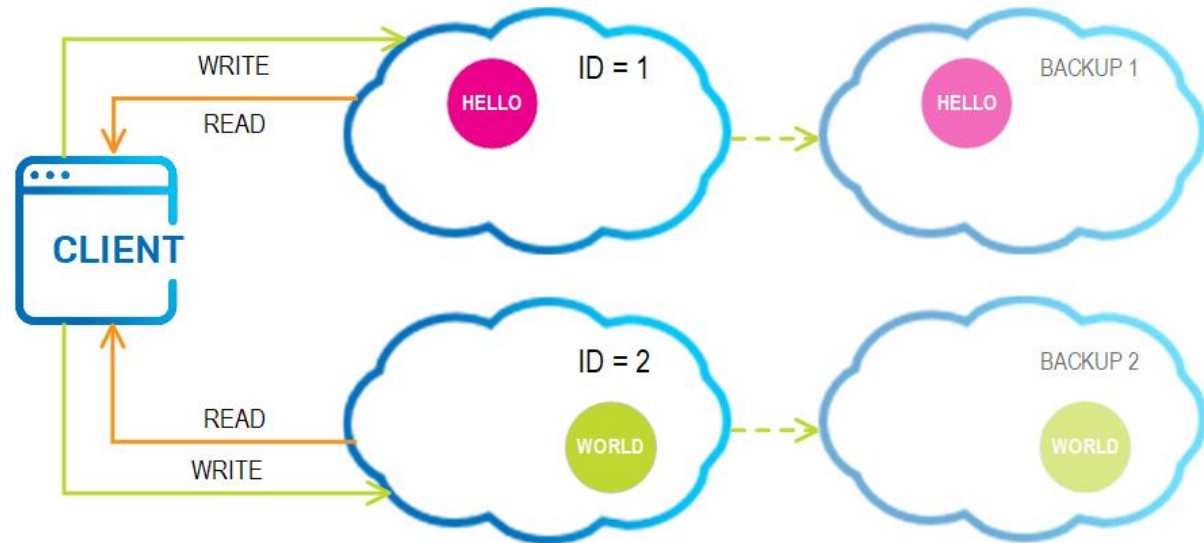 WRITE
ID = 1
BACKUP 1
HELLO
HELLO
READ
CLIENT
ID = 2
BACKUP 2
READ
WORLD
WORLD
WRITE